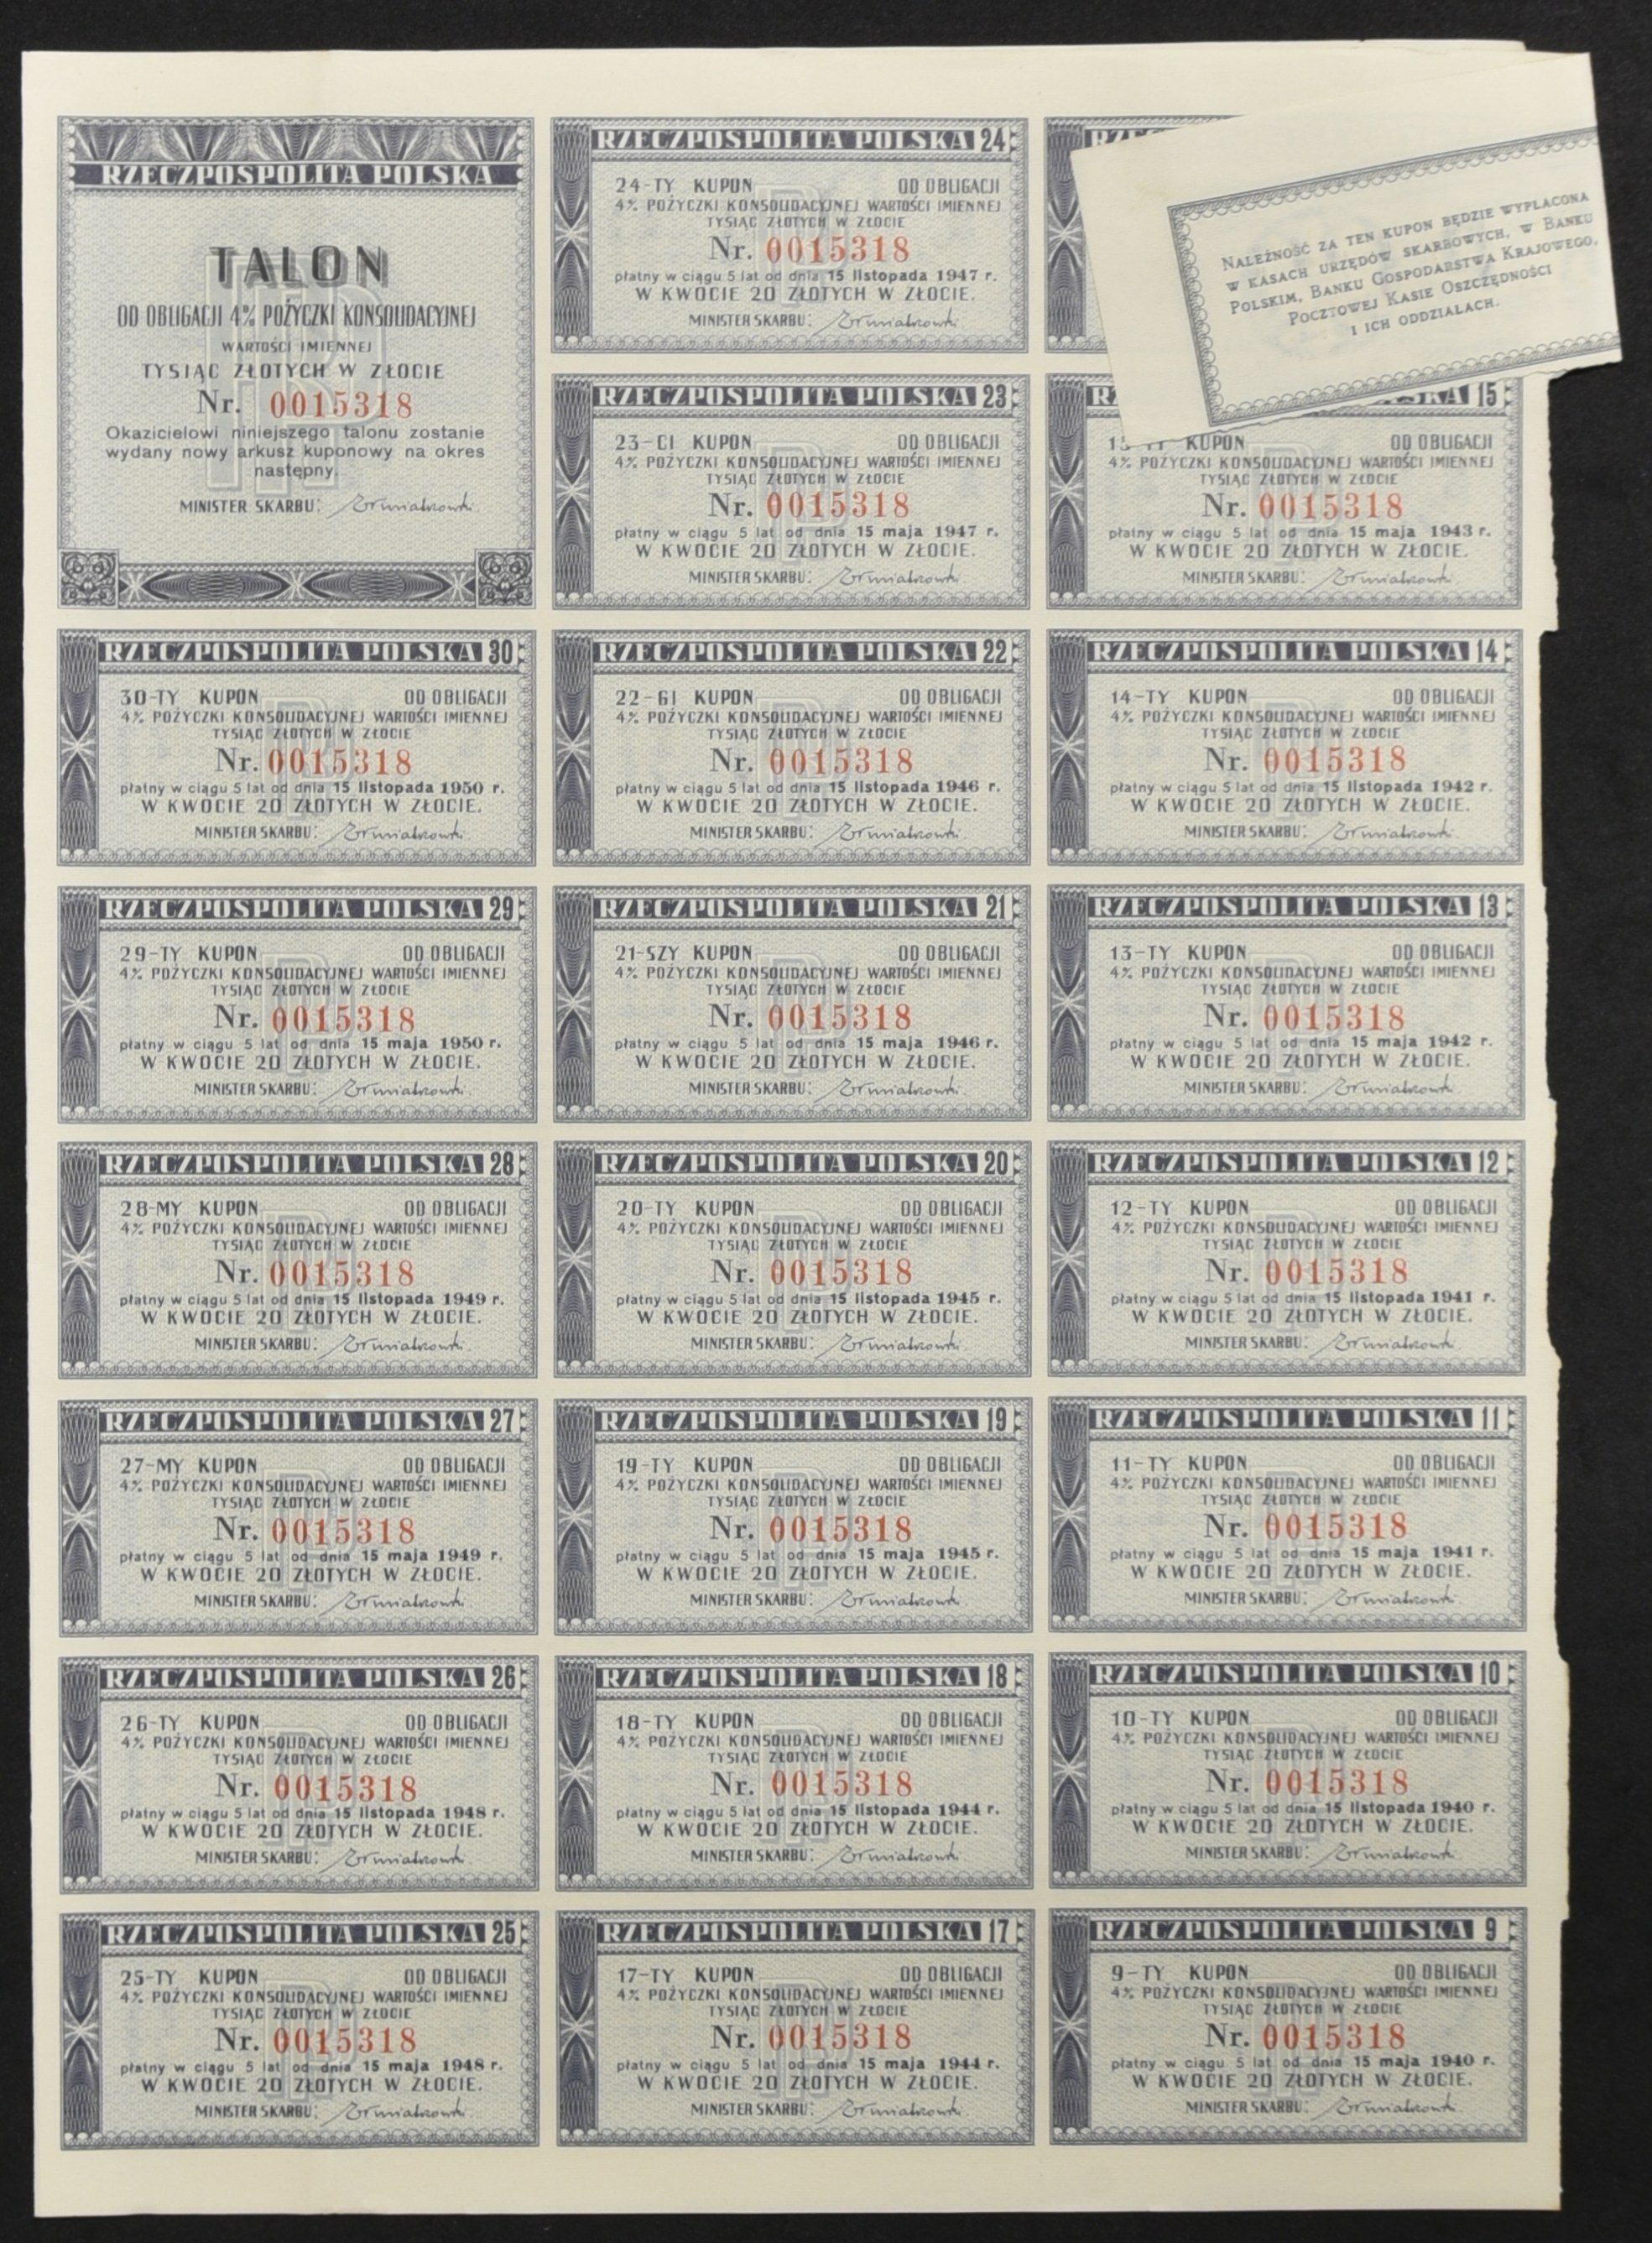 RZECZPOSPOLITA POLSKA
TALON
OD OBLIGACJI 4% POŻYCZKI KONSOLIDACYJNEJ
WARTOŚCI IMIENNEJ
TYSIĄC ZŁOTYCH W ZŁOCIE
Nr. 0015318
Okazicielowi niniejszego talonu zostanie
wydany nowy arkusz kuponowy na okres
następny.
MINISTER SKARBU:
RZECZPOSPOLITA POLSKA 30
30-TY KUPON OD OBLIGACJI
4% POŻYCZKI KONSOLIDACYJNEJ WARTOŚCI IMIENNEJ
TYSIĄC ZŁOTYCH W ZŁOCIE
Nr. 0015318
płatny w ciągu 5 lat od dnia 15 listopada 1950 r.
W KWOCIE 20 ZŁOTYCH W ZŁOCIE.
MINISTER SKARBU:
RZECZPOSPOLITA POLSKA 29
29-TY KUPON OD OBLIGACJI
4% POŻYCZKI KONSOLIDACYJNEJ WARTOŚCI IMIENNEJ
TYSIĄC ZŁOTYCH W ZŁOCIE
Nr. 0015318
płatny w ciągu 5 lat od dnia 15 maja 1950 r.
W KWOCIE 20 ZŁOTYCH W ZŁOCIE.
MINISTER SKARBU:
RZECZPOSPOLITA POLSKA 28
28-MY KUPON OD OBLIGACJI
4% POŻYCZKI KONSOLIDACYJNEJ WARTOŚCI IMIENNEJ
TYSIĄC ZŁOTYCH W ZŁOCIE
Nr. 0015318
płatny w ciągu 5 lat od dnia 15 listopada 1949 r.
W KWOCIE 20 ZŁOTYCH W ZŁOCIE.
MINISTER SKARBU:
RZECZPOSPOLITA POLSKA 27
27-MY KUPON OD OBLIGACJI
4% POŻYCZKI KONSOLIDACYJNEJ WARTOŚCI IMIENNEJ
TYSIĄC ZŁOTYCH W ZŁOCIE
Nr. 0015318
płatny w ciągu 5 lat od dnia 15 maja 1949 r.
W KWOCIE 20 ZŁOTYCH W ZŁOCIE.
MINISTER SKARBU:
RZECZPOSPOLITA POLSKA 26
26-TY KUPON OD OBLIGACJI
4% POŻYCZKI KONSOLIDACYJNEJ WARTOŚCI IMIENNEJ
TYSIĄC ZŁOTYCH W ZŁOCIE
Nr. 0015318
płatny w ciągu 5 lat od dnia 15 listopada 1948 r.
W KWOCIE 20 ZŁOTYCH W ZŁOCIE.
MINISTER SKARBU:
RZECZPOSPOLITA POLSKA 25
25-TY KUPON OD OBLIGACJI
4% POŻYCZKI KONSOLIDACYJNEJ WARTOŚCI IMIENNEJ
TYSIĄC ZŁOTYCH W ZŁOCIE
Nr. 0015318
płatny w ciągu 5 lat od dnia 15 maja 1948 r.
W KWOCIE 20 ZŁOTYCH W ZŁOCIE.
MINISTER SKARBU:
RZECZPOSPOLITA POLSKA 24
24-TY KUPON OD OBLIGACJI
4% POŻYCZKI KONSOLIDACYJNEJ WARTOŚCI IMIENNEJ
TYSIĄC ZŁOTYCH W ZŁOCIE
Nr. 0015318
płatny w ciągu 5 lat od dnia 15 listopada 1947 r.
W KWOCIE 20 ZŁOTYCH W ZŁOCIE.
MINISTER SKARBU:
RZECZPOSPOLITA POLSKA 23
23-CI KUPON OD OBLIGACJI
4% POŻYCZKI KONSOLIDACYJNEJ WARTOŚCI IMIENNEJ
TYSIĄC ZŁOTYCH W ZŁOCIE
Nr. 0015318
płatny w ciągu 5 lat od dnia 15 maja 1947 r.
W KWOCIE 20 ZŁOTYCH W ZŁOCIE.
MINISTER SKARBU:
RZECZPOSPOLITA POLSKA 22
22-GI KUPON OD OBLIGACJI
4% POŻYCZKI KONSOLIDACYJNEJ WARTOŚCI IMIENNEJ
TYSIĄC ZŁOTYCH W ZŁOCIE
Nr. 0015318
płatny w ciągu 5 lat od dnia 15 listopada 1946 r.
W KWOCIE 20 ZŁOTYCH W ZŁOCIE.
MINISTER SKARBU:
RZECZPOSPOLITA POLSKA 21
21-SZY KUPON OD OBLIGACJI
4% POŻYCZKI KONSOLIDACYJNEJ WARTOŚCI IMIENNEJ
TYSIĄC ZŁOTYCH W ZŁOCIE
Nr. 0015318
płatny w ciągu 5 lat od dnia 15 maja 1946 r.
W KWOCIE 20 ZŁOTYCH W ZŁOCIE.
MINISTER SKARBU:
RZECZPOSPOLITA POLSKA 20
20-TY KUPON OD OBLIGACJI
4% POŻYCZKI KONSOLIDACYJNEJ WARTOŚCI IMIENNEJ
TYSIĄC ZŁOTYCH W ZŁOCIE
Nr. 0015318
płatny w ciągu 5 lat od dnia 15 listopada 1945 r.
W KWOCIE 20 ZŁOTYCH W ZŁOCIE.
MINISTER SKARBU:
RZECZPOSPOLITA POLSKA 19
19-TY KUPON OD OBLIGACJI
4% POŻYCZKI KONSOLIDACYJNEJ WARTOŚCI IMIENNEJ
TYSIĄC ZŁOTYCH W ZŁOCIE
Nr. 0015318
płatny w ciągu 5 lat od dnia 15 maja 1945 r.
W KWOCIE 20 ZŁOTYCH W ZŁOCIE.
MINISTER SKARBU:
RZECZPOSPOLITA POLSKA 18
18-TY KUPON OD OBLIGACJI
4% POŻYCZKI KONSOLIDACYJNEJ WARTOŚCI IMIENNEJ
TYSIĄC ZŁOTYCH W ZŁOCIE
Nr. 0015318
płatny w ciągu 5 lat od dnia 15 listopada 1944 r.
W KWOCIE 20 ZŁOTYCH W ZŁOCIE.
MINISTER SKARBU:
RZECZPOSPOLITA POLSKA 17
17-TY KUPON OD OBLIGACJI
4% POŻYCZKI KONSOLIDACYJNEJ WARTOŚCI IMIENNEJ
TYSIĄC ZŁOTYCH W ZŁOCIE
Nr. 0015318
płatny w ciągu 5 lat od dnia 15 maja 1944 r.
W KWOCIE 20 ZŁOTYCH W ZŁOCIE.
MINISTER SKARBU:
NALEŻNOŚĆ ZA TEN KUPON BĘDZIE WYPŁACONA
W KASACH URZĘDÓW SKARBOWYCH, W BANKU
POLSKIM, BANKU GOSPODARSTWA KRAJOWEGO,
POCZTOWEJ KASIE OSZCZĘDNOŚCI
I ICH ODDZIAŁACH.
15
KUPON OD OBLIGACJI
4% POŻYCZKI KONSOLIDACYJNEJ WARTOŚCI IMIENNEJ
TYSIĄC ZŁOTYCH W ZŁOCIE
Nr. 0015318
płatny w ciągu 5 lat od dnia 15 maja 1943 r.
W KWOCIE 20 ZŁOTYCH W ZŁOCIE.
MINISTER SKARBU:
RZECZPOSPOLITA POLSKA 14
14-TY KUPON OD OBLIGACJI
4% POŻYCZKI KONSOLIDACYJNEJ WARTOŚCI IMIENNEJ
TYSIĄC ZŁOTYCH W ZŁOCIE
Nr. 0015318
płatny w ciągu 5 lat od dnia 15 listopada 1942 r.
W KWOCIE 20 ZŁOTYCH W ZŁOCIE.
MINISTER SKARBU:
RZECZPOSPOLITA POLSKA 13
13-TY KUPON OD OBLIGACJI
4% POŻYCZKI KONSOLIDACYJNEJ WARTOŚCI IMIENNEJ
TYSIĄC ZŁOTYCH W ZŁOCIE
Nr. 0015318
płatny w ciągu 5 lat od dnia 15 maja 1942 r.
W KWOCIE 20 ZŁOTYCH W ZŁOCIE.
MINISTER SKARBU:
RZECZPOSPOLITA POLSKA 12
12-TY KUPON OD OBLIGACJI
4% POŻYCZKI KONSOLIDACYJNEJ WARTOŚCI IMIENNEJ
TYSIĄC ZŁOTYCH W ZŁOCIE
Nr. 0015318
płatny w ciągu 5 lat od dnia 15 listopada 1941 r.
W KWOCIE 20 ZŁOTYCH W ZŁOCIE.
MINISTER SKARBU:
RZECZPOSPOLITA POLSKA 11
11-TY KUPON OD OBLIGACJI
4% POŻYCZKI KONSOLIDACYJNEJ WARTOŚCI IMIENNEJ
TYSIĄC ZŁOTYCH W ZŁOCIE
Nr. 0015318
płatny w ciągu 5 lat od dnia 15 maja 1941 r.
W KWOCIE 20 ZŁOTYCH W ZŁOCIE.
MINISTER SKARBU:
RZECZPOSPOLITA POLSKA 10
10-TY KUPON OD OBLIGACJI
4% POŻYCZKI KONSOLIDACYJNEJ WARTOŚCI IMIENNEJ
TYSIĄC ZŁOTYCH W ZŁOCIE
Nr. 0015318
płatny w ciągu 5 lat od dnia 15 listopada 1940 r.
W KWOCIE 20 ZŁOTYCH W ZŁOCIE.
MINISTER SKARBU:
RZECZPOSPOLITA POLSKA 9
9-TY KUPON OD OBLIGACJI
4% POŻYCZKI KONSOLIDACYJNEJ WARTOŚCI IMIENNEJ
TYSIĄC ZŁOTYCH W ZŁOCIE
Nr. 0015318
płatny w ciągu 5 lat od dnia 15 maja 1940 r.
W KWOCIE 20 ZŁOTYCH W ZŁOCIE.
MINISTER SKARBU: